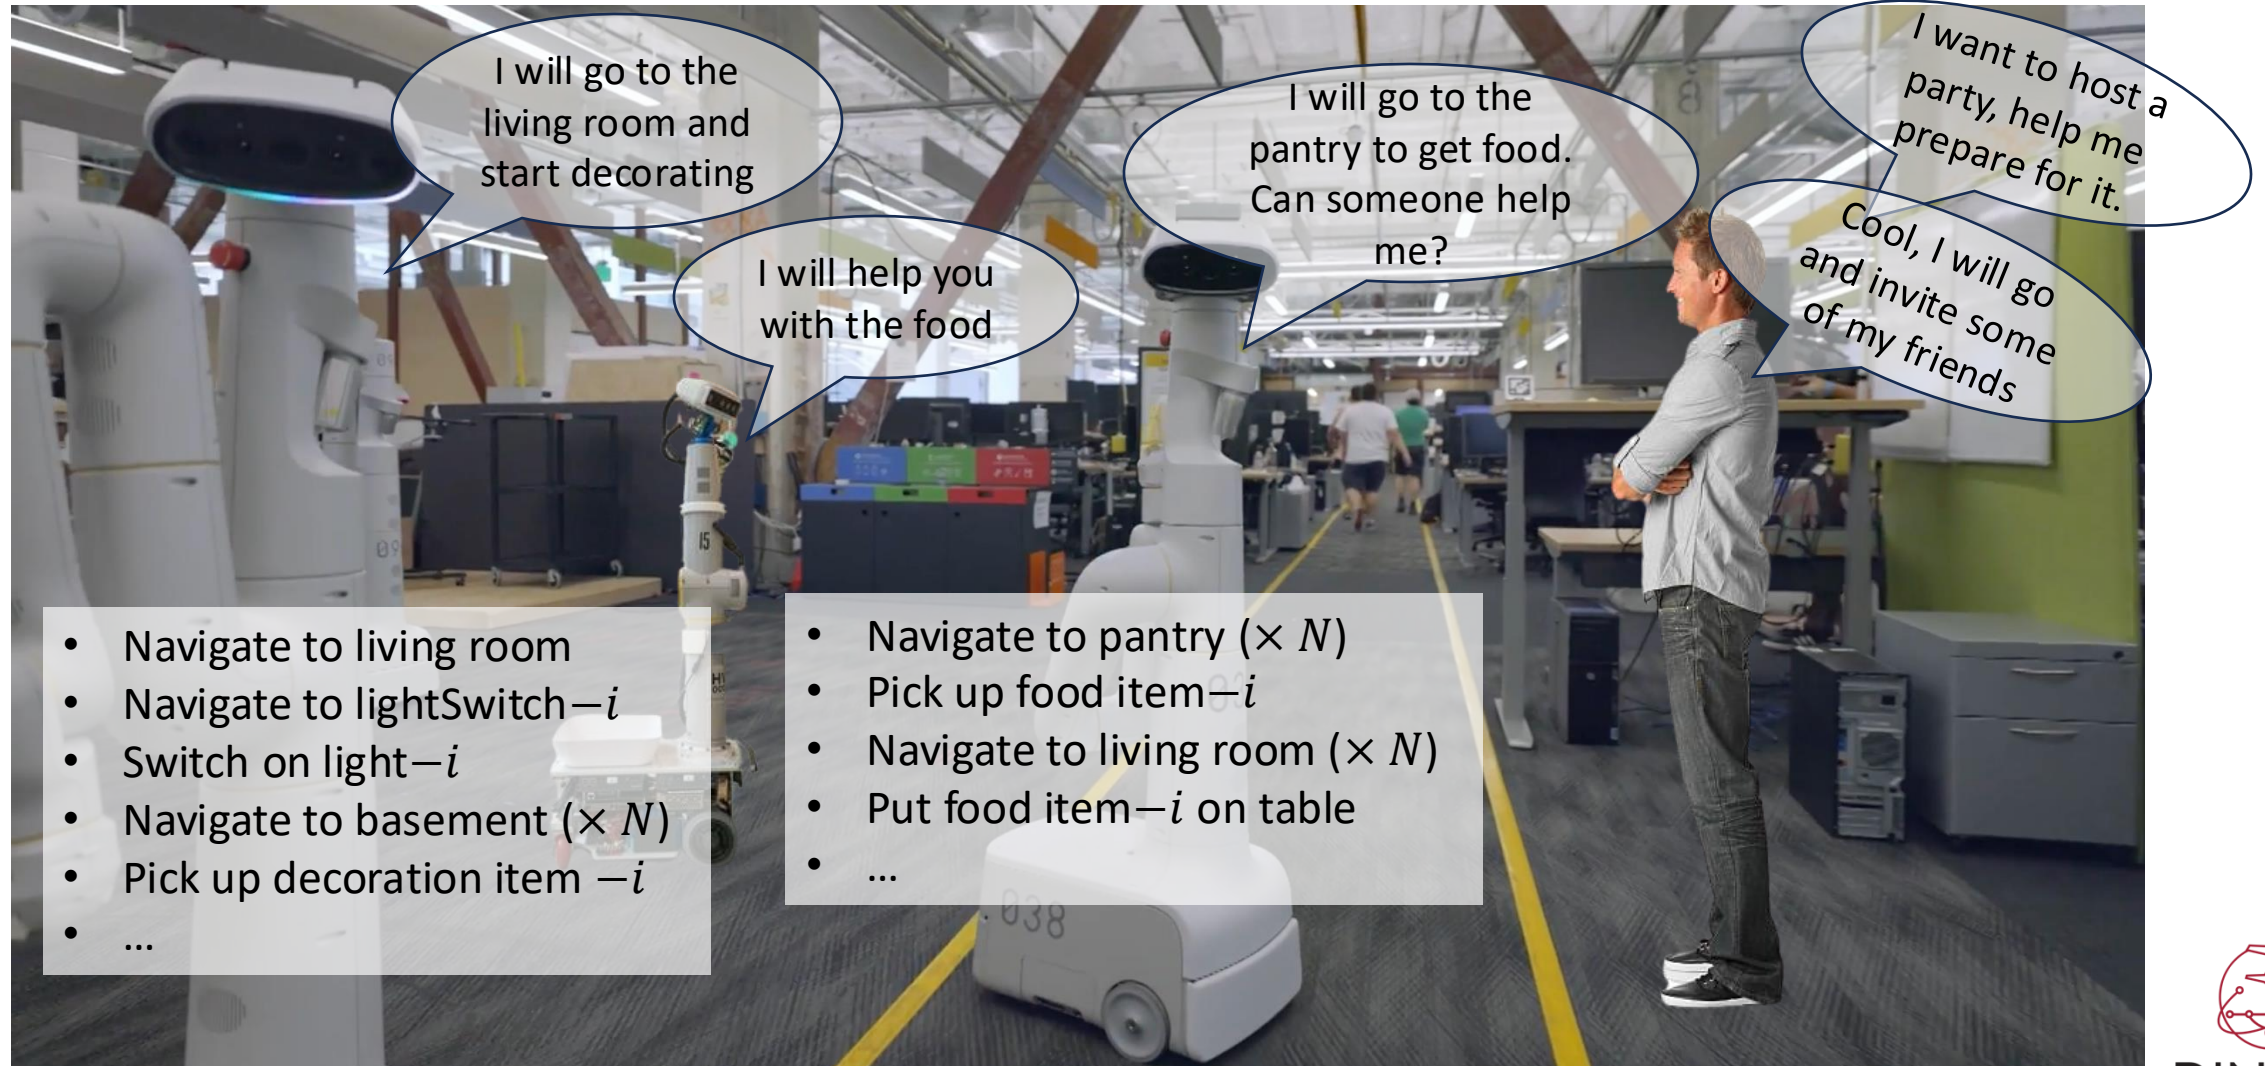 I will go to the
living room and
start decorating
I will help you
with the food
I will go to the
pantry to get food.
Can someone help
me?
I want to host a
party, help me
prepare for it.
Cool, I will go
and invite some
of my friends
15
038
• Navigate to living room
• Navigate to lightSwitch−i
• Switch on light−i
• Navigate to basement (× N)
• Pick up decoration item −i
• ...
• Navigate to pantry (× N)
• Pick up food item−i
• Navigate to living room (× N)
• Put food item−i on table
• ...